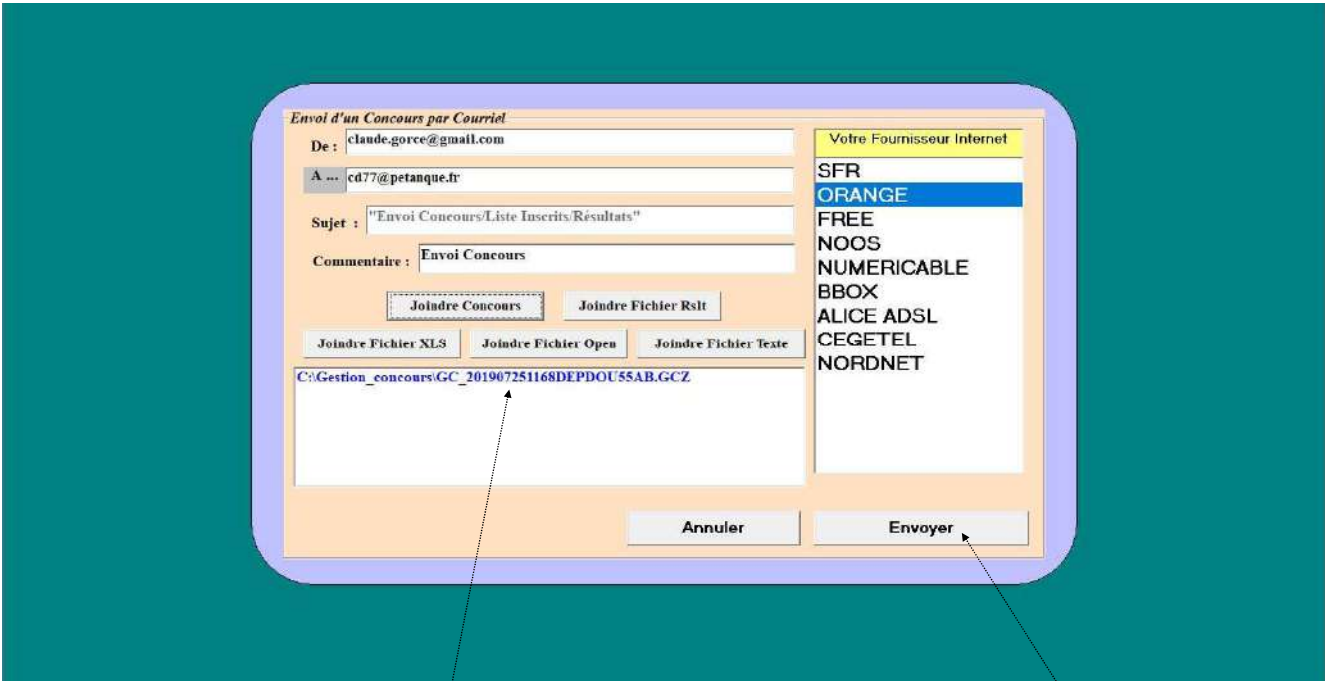 Envoi d'un Concours par Courriel
De : claude.gorce@gmail.com
A ... cd77@petanque.fr
Sujet : "Envoi Concours/Liste Inscrits/Résultats"
Commentaire : Envoi Concours
Joindre Concours Joindre Fichier Rslt
Joindre Fichier XLS Joindre Fichier Open Joindre Fichier Texte
C:\Gestion_concours\GC_201907251168DEPDOU55AB.GCZ
Votre Fournisseur Internet
SFR
ORANGE
FREE
NOOS
NUMERICABLE
BBOX
ALICE ADSL
CEGETEL
NORDNET
Annuler Envoyer